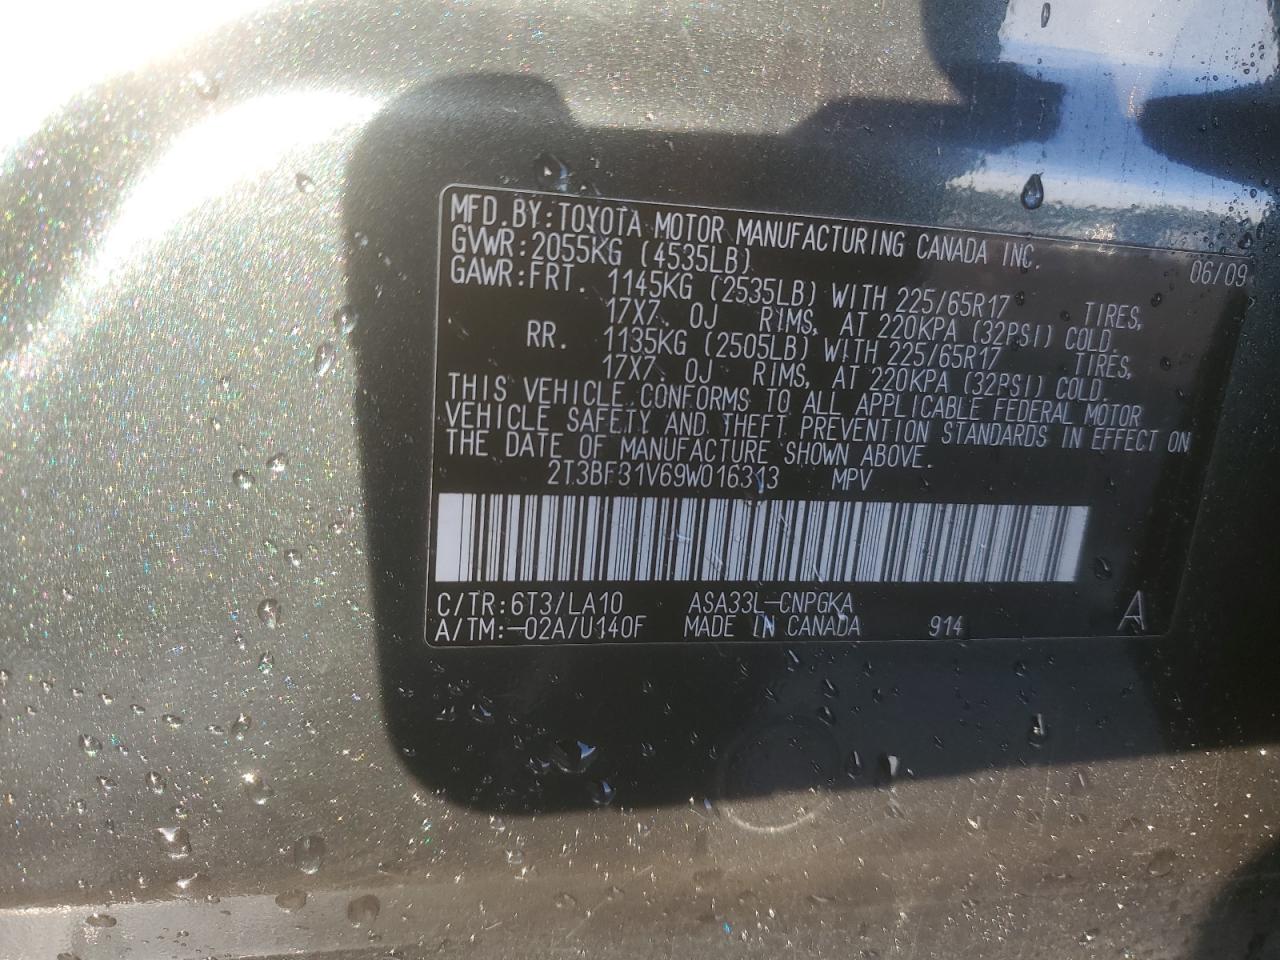 MFD. BY: TOYOTA MOTOR MANUFACTURING CANADA INC. 06/09
GVWR: 2055KG (4535LB)
GAWR: FRT. 1145KG (2535LB) WITH 225/65R17 TIRES,
17X7. 0J RIMS, AT 220KPA (32PSI) COLD.
RR. 1135KG (2505LB) WITH 225/65R17 TIRES,
17X7. 0J RIMS, AT 220KPA (32PSI) COLD.
THIS VEHICLE CONFORMS TO ALL APPLICABLE FEDERAL MOTOR
VEHICLE SAFETY AND THEFT PREVENTION STANDARDS IN EFFECT ON
THE DATE OF MANUFACTURE SHOWN ABOVE.
2T3BF31V69W016313 MPV
C/TR: 6T3/LA10 ASA33L-CNPGKA
A/TM: -02A/U140F MADE IN CANADA 914 A